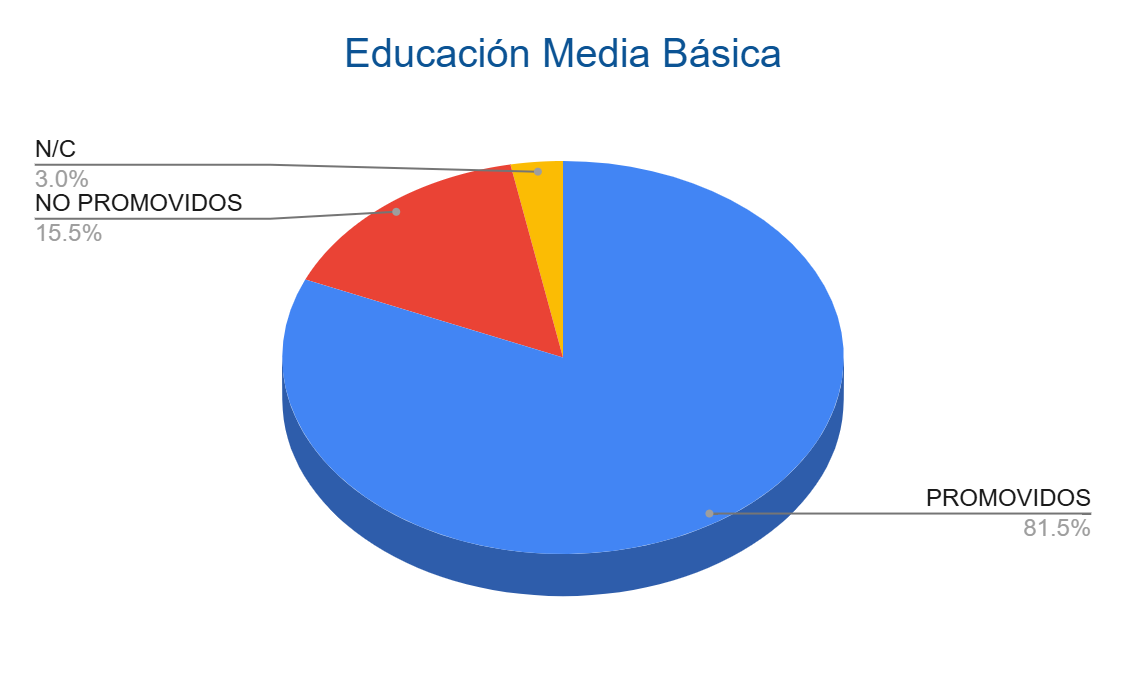 Educación Media Básica
N/C
3.0%
NO PROMOVIDOS
15.5%
PROMOVIDOS
81.5%